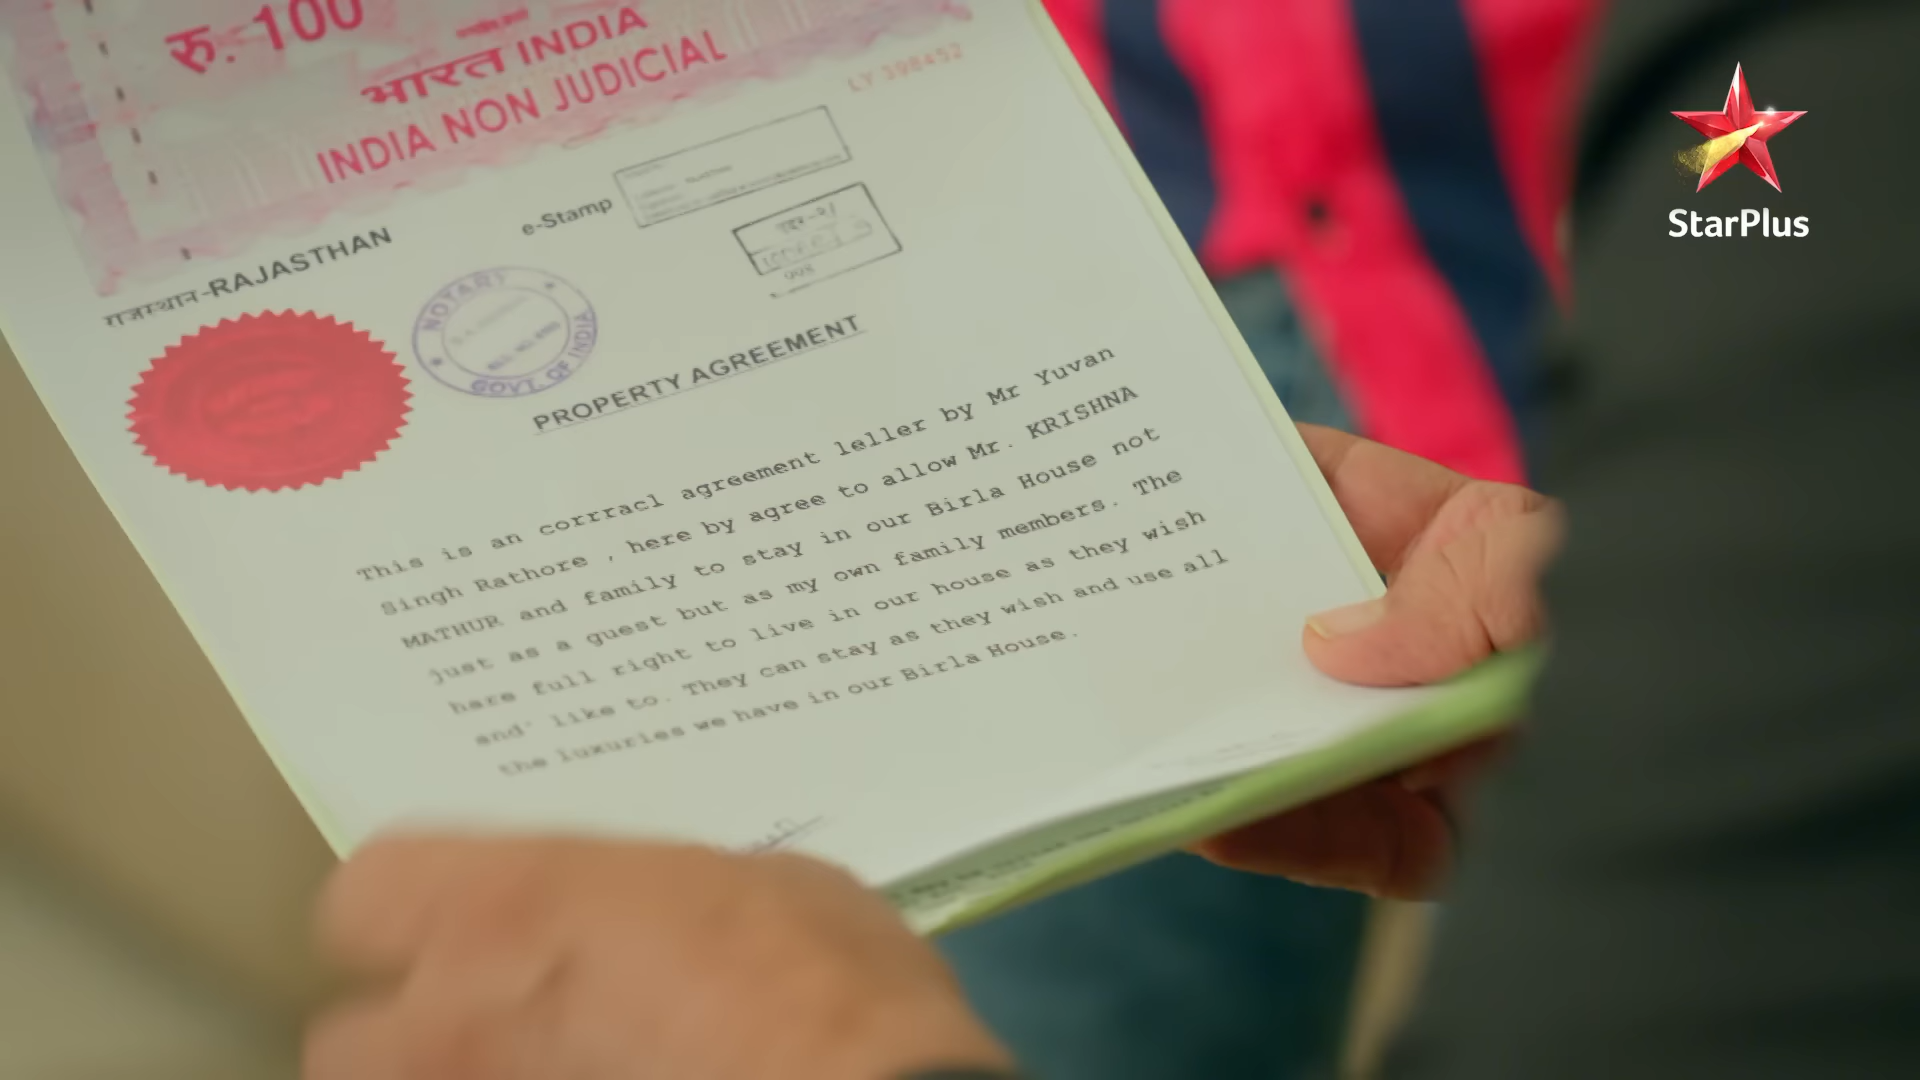 रु. 100
भारत INDIA
INDIA NON JUDICIAL
LY 398452
राजस्थान-RAJASTHAN
e-Stamp
NOTARY
GOVT. OF INDIA
PROPERTY AGREEMENT
This is an corrracl agreement leller by Mr Yuvan
Singh Rathore , here by agree to allow Mr. KRISHNA
MATHUR and family to stay in our Birla House not
just as a guest but as my own family members. The
hare full right to live in our house as they wish
and' like to. They can stay as they wish and use all
the luxuries we have in our Birla House.
StarPlus